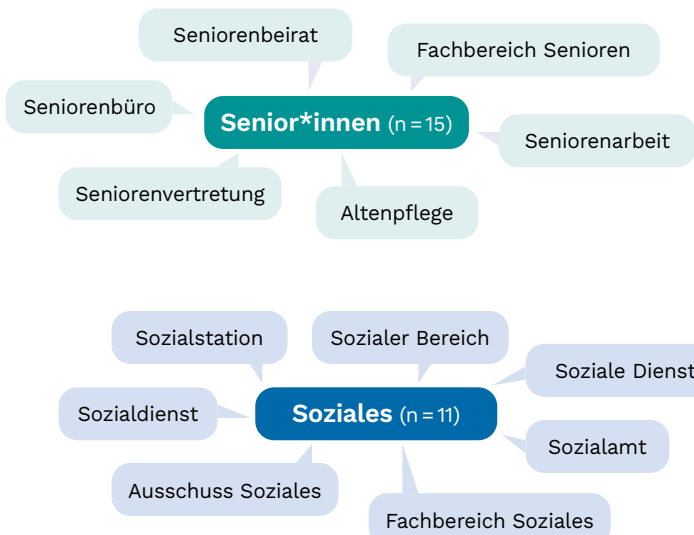 Seniorenbeirat
Fachbereich Senioren
Seniorenbüro
Senior*innen (n = 15)
Seniorenarbeit
Seniorenvertretung
Altenpflege
Sozialstation
Sozialer Bereich
Soziale Dienst
Sozialdienst
Soziales (n = 11)
Sozialamt
Ausschuss Soziales
Fachbereich Soziales